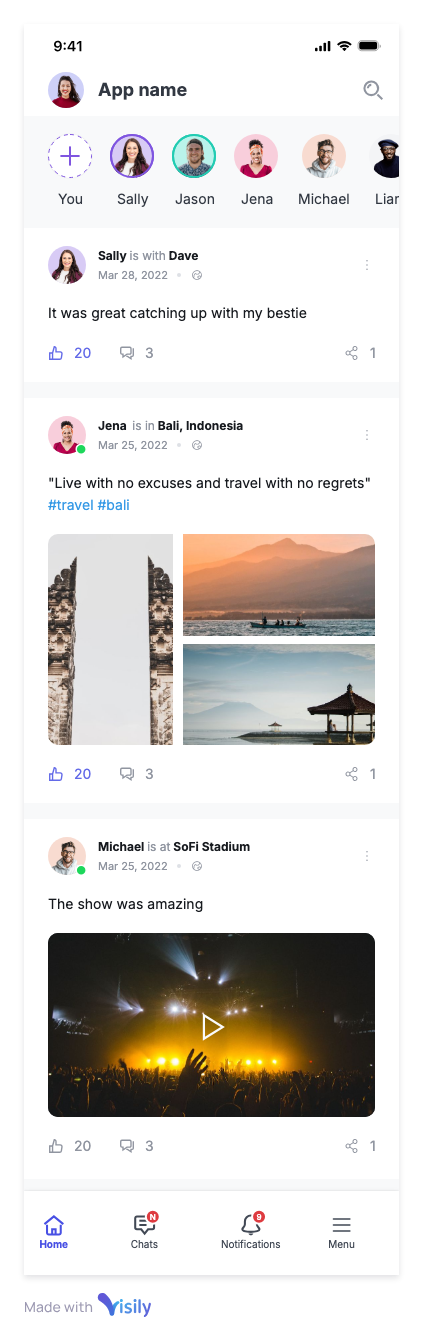 9:41
App name
You Sally Jason Jena Michael Liar
Sally is with Dave
Mar 28, 2022
It was great catching up with my bestie
20 3 1
Jena is in Bali, Indonesia
Mar 25, 2022
"Live with no excuses and travel with no regrets"
#travel #bali
20 3 1
Michael is at SoFi Stadium
Mar 25, 2022
The show was amazing
20 3 1
N 9
Home Chats Notifications Menu
Made with Visily